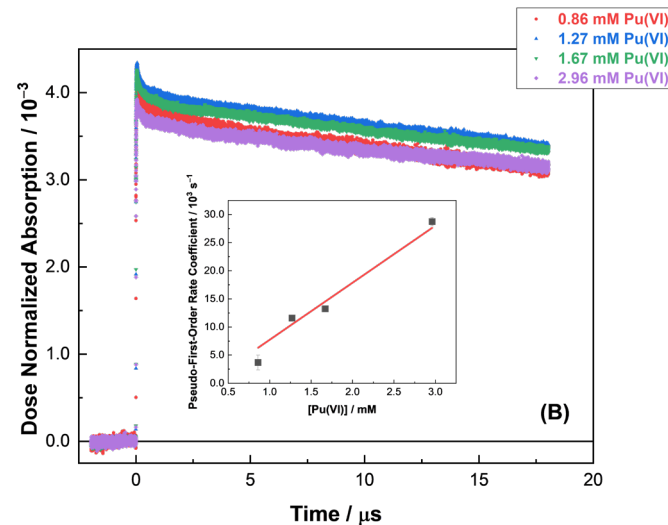 0.86 mM Pu(VI)
1.27 mM Pu(VI)
1.67 mM Pu(VI)
2.96 mM Pu(VI)
Dose Normalized Absorption / 10⁻³
4.0
3.0
2.0
1.0
0.0
Pseudo-First-Order Rate Coefficient / 10³ s⁻¹
30.0
25.0
20.0
15.0
10.0
5.0
0.0
0.5
1.0
1.5
2.0
2.5
3.0
[Pu(VI)] / mM
(B)
0
5
10
15
20
Time / μs